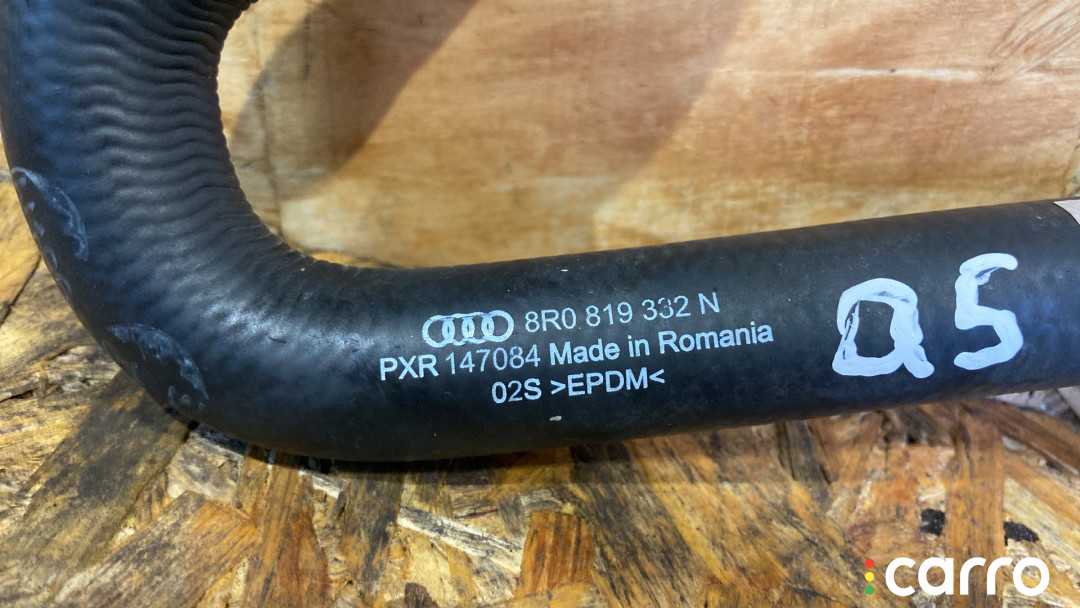 8R0 819 332 N
PXR 147084 Made in Romania
02S >EPDM<
Q5
carro